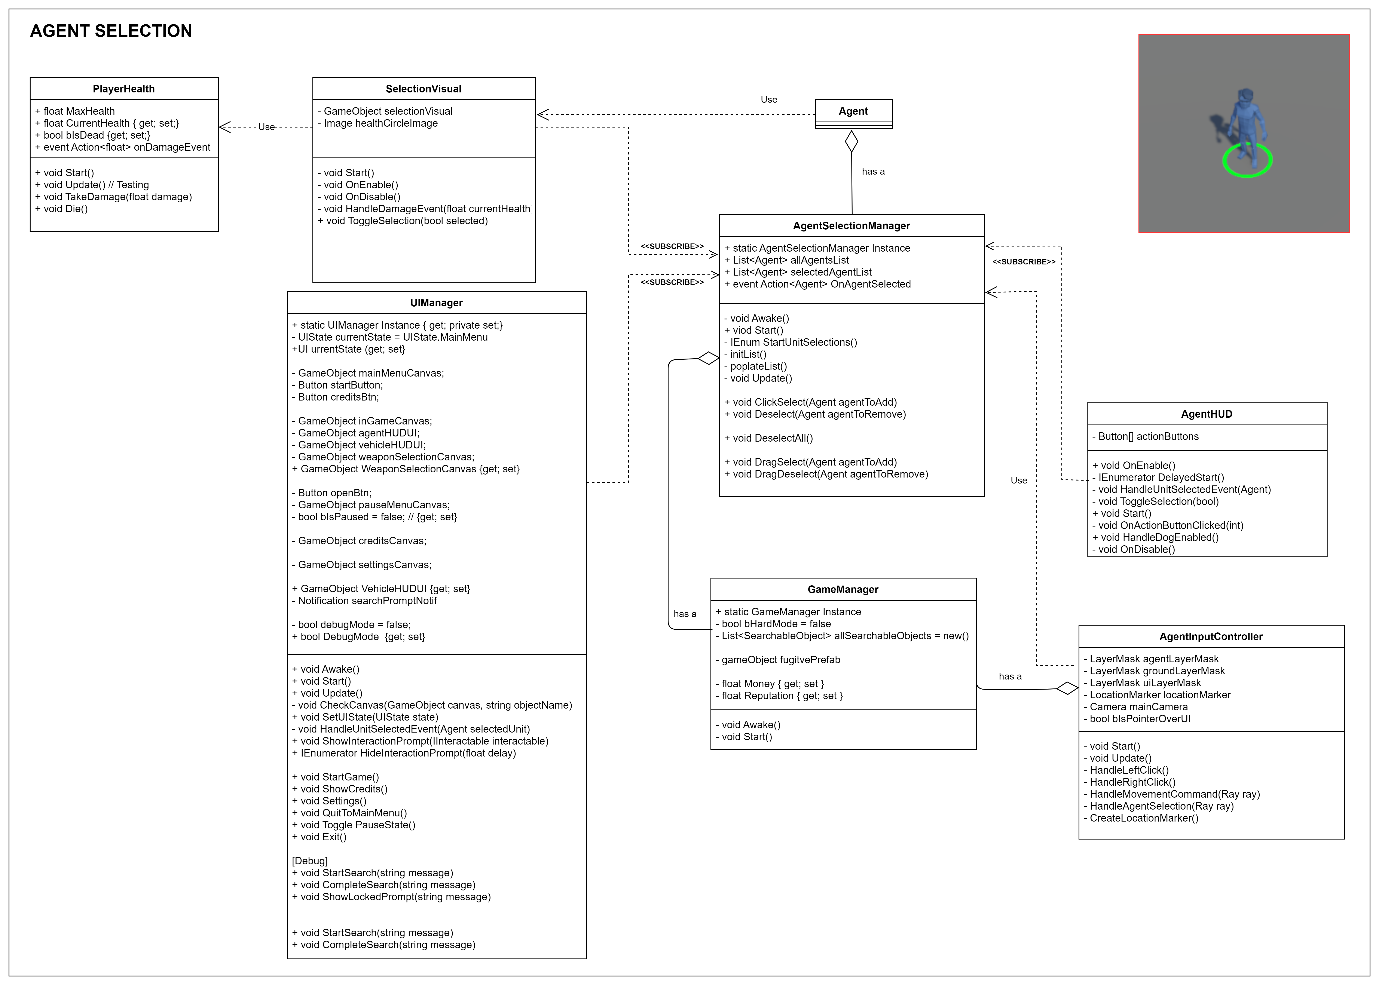 AGENT SELECTION
PlayerHealth
+ float MaxHealth
+ float CurrentHealth { get; set;}
+ bool bIsDead {get; set;}
+ event Action<float> onDamageEvent
+ void Start()
+ void Update() // Testing
+ void TakeDamage(float damage)
+ void Die()
Use
SelectionVisual
- GameObject selectionVisual
- Image healthCircleImage
- void Start()
- void OnEnable()
- void OnDisable()
- void HandleDamageEvent(float currentHealth
+ void ToggleSelection(bool selected)
Use
Agent
has a
<<SUBSCRIBE>>
<<SUBSCRIBE>>
AgentSelectionManager
+ static AgentSelectionManager Instance
+ List<Agent> allAgentsList
+ List<Agent> selectedAgentList
+ event Action<Agent> OnAgentSelected
- void Awake()
+ viod Start()
- IEnum StartUnitSelections()
- initList()
- poplateList()
- void Update()
+ void ClickSelect(Agent agentToAdd)
+ void Deselect(Agent agentToRemove)
+ void DeselectAll()
+ void DragSelect(Agent agentToAdd)
+ void DragDeselect(Agent agentToRemove)
<<SUBSCRIBE>>
UIManager
+ static UIManager Instance { get; private set;}
- UIState currentState = UIState.MainMenu
+UI urrentState {get; set}
- GameObject mainMenuCanvas;
- Button startButton;
- Button creditsBtn;
- GameObject inGameCanvas;
- GameObject agentHUDUI;
- GameObject vehicleHUDUI;
- GameObject weaponSelectionCanvas;
+ GameObject WeaponSelectionCanvas {get; set}
- Button openBtn;
- GameObject pauseMenuCanvas;
- bool bIsPaused = false; // {get; set}
- GameObject creditsCanvas;
- GameObject settingsCanvas;
+ GameObject VehicleHUDUI {get; set}
- Notification searchPromptNotif
- bool debugMode = false;
+ bool DebugMode  {get; set}
+ void Awake()
+ void Start()
+ void Update()
- void CheckCanvas(GameObject canvas, string objectName)
+ void SetUIState(UIState state)
- void HandleUnitSelectedEvent(Agent selectedUnit)
+ void ShowInteractionPrompt(IInteractable interactable)
+ IEnumerator HideInteractionPrompt(float delay)
+ void StartGame()
+ void ShowCredits()
+ void Settings()
+ void QuitToMainMenu()
+ void Toggle PauseState()
+ void Exit()
[Debug]
+ void StartSearch(string message)
+ void CompleteSearch(string message)
+ void ShowLockedPrompt(string message)
+ void StartSearch(string message)
+ void CompleteSearch(string message)
AgentHUD
- Button[] actionButtons
+ void OnEnable()
- IEnumerator DelayedStart()
- void HandleUnitSelectedEvent(Agent)
- void ToggleSelection(bool)
+ void Start()
- void OnActionButtonClicked(int)
+ void HandleDogEnabled()
- void OnDisable()
Use
has a
GameManager
+ static GameManager Instance
- bool bHardMode = false
- List<SearchableObject> allSearchableObjects = new()
- gameObject fugitvePrefab
- float Money { get; set }
- float Reputation { get; set }
- void Awake()
- void Start()
has a
AgentInputController
- LayerMask agentLayerMask
- LayerMask groundLayerMask
- LayerMask uiLayerMask
- LocationMarker locationMarker
- Camera mainCamera
- bool bIsPointerOverUI
- void Start()
- void Update()
- HandleLeftClick()
- HandleRightClick()
- HandleMovementCommand(Ray ray)
- HandleAgentSelection(Ray ray)
- CreateLocationMarker()